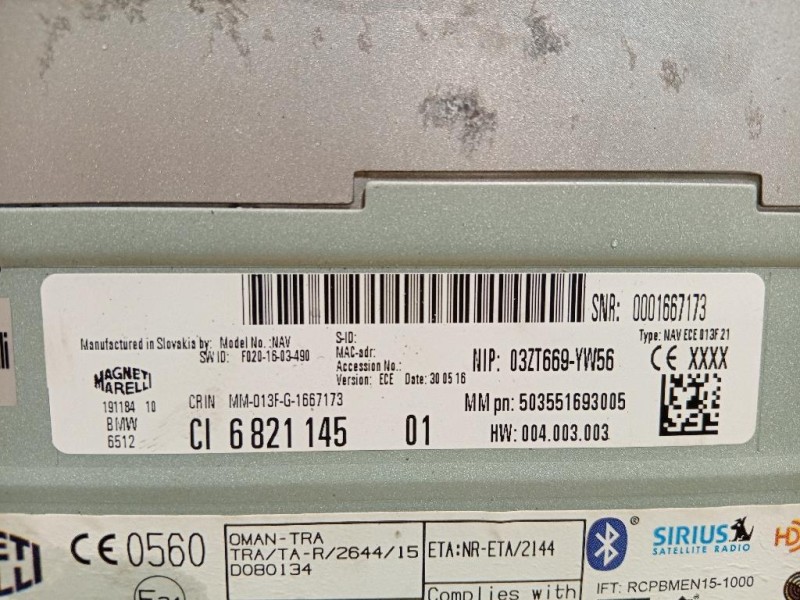 SNR: 0001667173
Manufactured in Slovakia by: Model No.:NAV
SW ID: F020-16-03-490
S-ID:
MAC-adr:
Accession No.:
Version: ECE Date: 30 05 16
NIP: 03ZT669-YW56
Type: NAV ECE 013F 21
CE XXXX
MAGNETI
MARELLI
191184 10
BMW
6512
CRIN MM-013F-G-1667173
CI 6 821 145 01
MM pn: 503551693005
HW: 004.003.003
CE 0560
OMAN-TRA
TRA/TA-R/2644/15
D080134
ETA:NR-ETA/2144
Complies with
SIRIUS
SATELLITE RADIO
HD
IFT: RCPBMEN15-1000